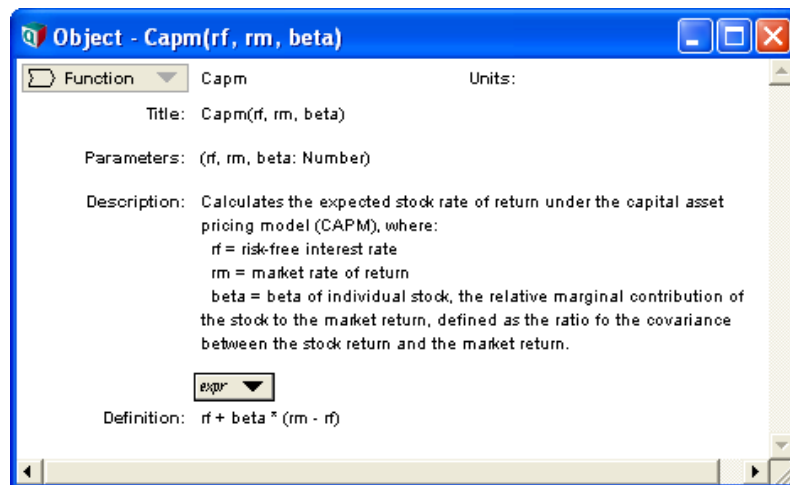 Object - Capm(rf, rm, beta)
Function Capm Units:
Title: Capm(rf, rm, beta)
Parameters: (rf, rm, beta: Number)
Description: Calculates the expected stock rate of return under the capital asset
pricing model (CAPM), where:
rf = risk-free interest rate
rm = market rate of return
beta = beta of individual stock, the relative marginal contribution of
the stock to the market return, defined as the ratio fo the covariance
between the stock return and the market return.
expr
Definition: rf + beta * (rm - rf)